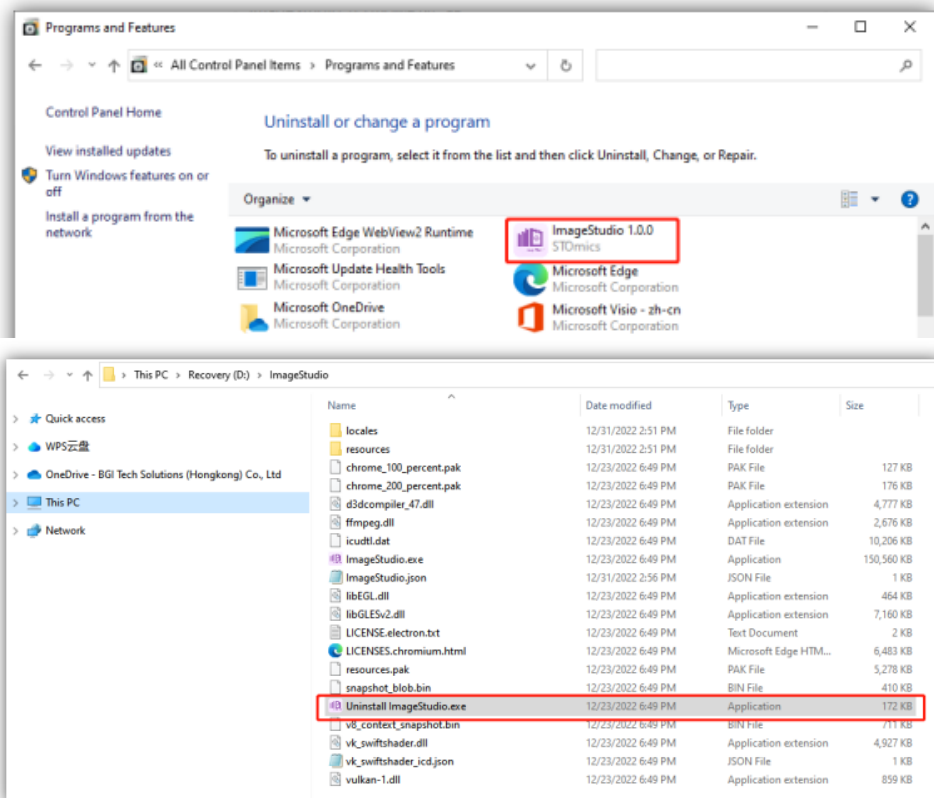 Programs and Features
« All Control Panel Items > Programs and Features
Control Panel Home
View installed updates
Turn Windows features on or
off
Install a program from the
network
Uninstall or change a program
To uninstall a program, select it from the list and then click Uninstall, Change, or Repair.
Organize
Microsoft Edge WebView2 Runtime
Microsoft Corporation
ImageStudio 1.0.0
STOmics
Microsoft Update Health Tools
Microsoft Corporation
Microsoft Edge
Microsoft Corporation
Microsoft OneDrive
Microsoft Corporation
Microsoft Visio - zh-cn
Microsoft Corporation
> This PC > Recovery (D:) > ImageStudio
Quick access
WPS云盘
OneDrive - BGI Tech Solutions (Hongkong) Co., Ltd
This PC
Network
Name Date modified Type Size
locales 12/31/2022 2:51 PM File folder
resources 12/31/2022 2:51 PM File folder
chrome_100_percent.pak 12/23/2022 6:49 PM PAK File 127 KB
chrome_200_percent.pak 12/23/2022 6:49 PM PAK File 176 KB
d3dcompiler_47.dll 12/23/2022 6:49 PM Application extension 4,777 KB
ffmpeg.dll 12/23/2022 6:49 PM Application extension 2,676 KB
icudtl.dat 12/23/2022 6:49 PM DAT File 10,206 KB
ImageStudio.exe 12/23/2022 6:49 PM Application 150,560 KB
ImageStudio.json 12/31/2022 2:56 PM JSON File 1 KB
libEGL.dll 12/23/2022 6:49 PM Application extension 464 KB
libGLESv2.dll 12/23/2022 6:49 PM Application extension 7,160 KB
LICENSE.electron.txt 12/23/2022 6:49 PM Text Document 2 KB
LICENSES.chromium.html 12/23/2022 6:49 PM Microsoft Edge HTM... 6,483 KB
resources.pak 12/23/2022 6:49 PM PAK File 5,278 KB
snapshot_blob.bin 12/23/2022 6:49 PM BIN File 410 KB
Uninstall ImageStudio.exe 12/23/2022 6:49 PM Application 172 KB
v8_context_snapshot.bin 12/23/2022 6:49 PM BIN File 711 KB
vk_swiftshader.dll 12/23/2022 6:49 PM Application extension 4,927 KB
vk_swiftshader_icd.json 12/23/2022 6:49 PM JSON File 1 KB
vulkan-1.dll 12/23/2022 6:49 PM Application extension 859 KB